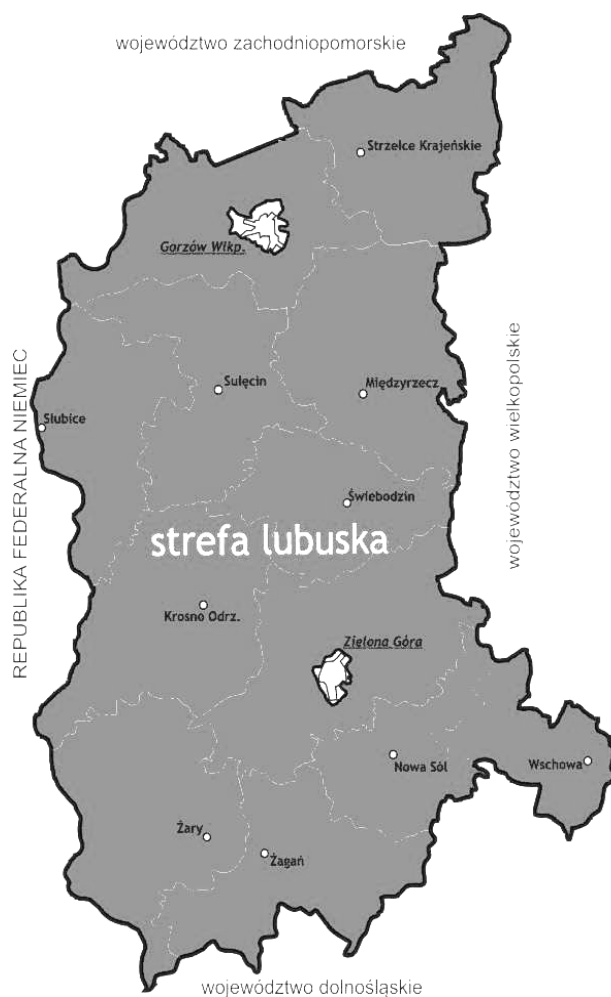 województwo zachodniopomorskie
Strzelce Krajeńskie
Gorzów Wlkp.
województwo wielkopolskie
REPUBLIKA FEDERALNA NIEMIEC
Sulęcin
Międzyrzecz
Słubice
Świebodzin
strefa lubuska
Krosno Odrz.
Zielona Góra
Nowa Sól
Wschowa
Żary
Żagań
województwo dolnośląskie